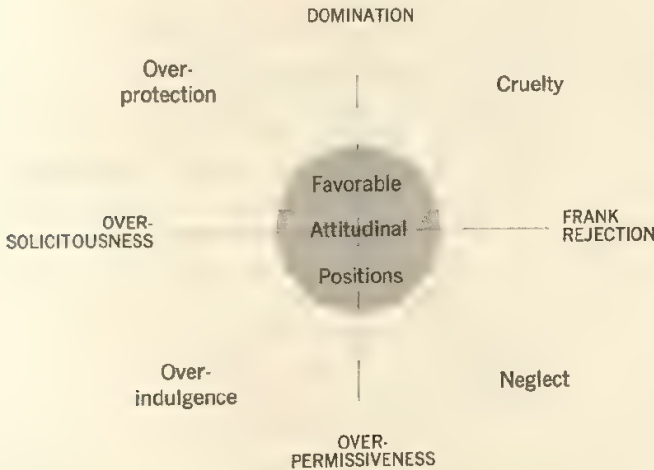 DOMINATION
Over-
protection
Cruelty
Favorable
Attitudinal
Positions
OVER-
SOLICITOUSNESS
FRANK
REJECTION
Over-
indulgence
Neglect
OVER-
PERMISSIVENESS